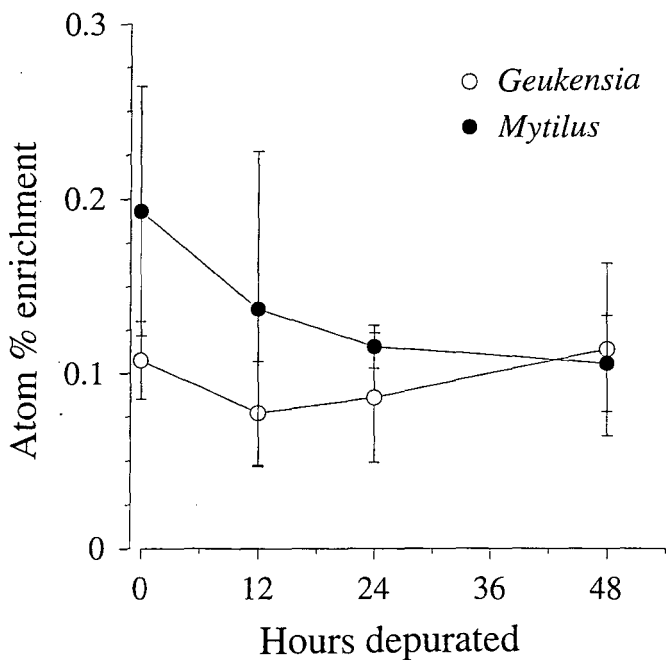 0.3
Geukensia
Mytilus
0.2
0.1
0
0 12 24 36 48
Atom % enrichment
Hours depurated